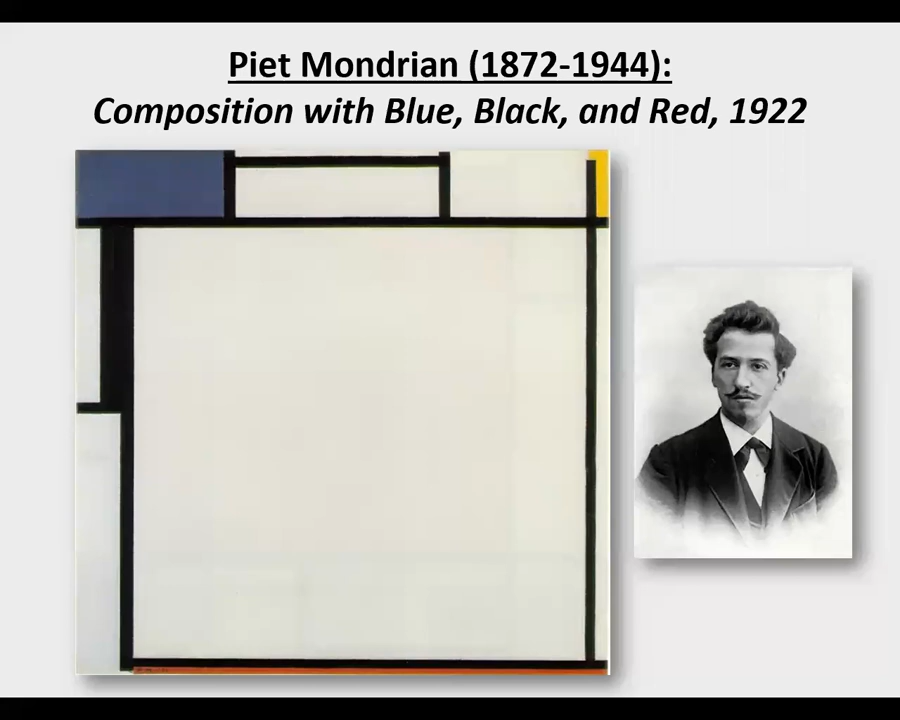 Piet Mondrian (1872-1944):
Composition with Blue, Black, and Red, 1922